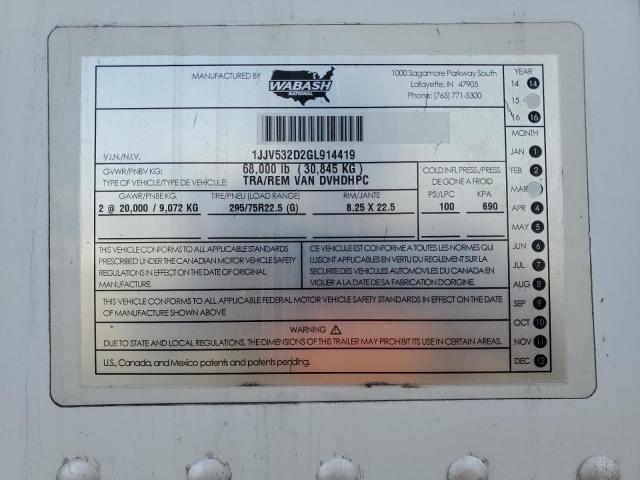 MANUFACTURED BY
WABASH
NATIONAL
1000 Sagamore Parkway South
Lafayette, IN 47905
Phone: (765) 771-5300
V.I.N./N.I.V. 1JJV532D2GL914419
GVWR/PNBV KG: 68,000 lb ( 30,845 KG )
TYPE OF VEHICLE/TYPE DE VEHICULE: TRA/REM VAN DVHDHPC
COLD INFL.PRESS./PRESS.
DE GONE A FROID
GAWR/PNBE KG. TIRE/PNEU (LOAD RANGE) RIM/JANTE PSI/LPC KPA
2 @ 20,000 / 9,072 KG 295/75R22.5 (G) 8.25 X 22.5 100 690
THIS VEHICLE CONFORMS TO ALL APPLICABLE STANDARDS
PRESCRIBED UNDER THE CANADIAN MOTOR VEHICLE SAFETY
REGULATIONS IN EFFECT ON THE DATE OF ORIGINAL
MANUFACTURE.
CE VEHICULE EST CONFORME A TOUTES LES NORMES QUI
LUI SONT APPLICABLES EN VERTU DU REGLEMENT SUR LA
SECURITE DES VEHICULES AUTOMOBILES DU CANADA EN
VIGUER A LA DATE DE SA FABRICATION D'ORIGINE.
THIS VEHICLE CONFORMS TO ALL APPLICABLE FEDERAL MOTOR VEHICLE SAFETY STANDARDS IN EFFECT ON THE DATE
OF MANUFACTURE SHOWN ABOVE
WARNING
DUE TO STATE AND LOCAL REGULATIONS, THE DIMENSIONS OF THIS TRAILER MAY PROHIBIT ITS USE IN CERTAIN AREAS.
U.S., Canada, and Mexico patents and patents pending.
YEAR
14 14
15
16 16
MONTH
JAN 1
FEB 2
MAR
APR 4
MAY 5
JUN 6
JUL 7
AUG 8
SEP 9
OCT 10
NOV 11
DEC 12